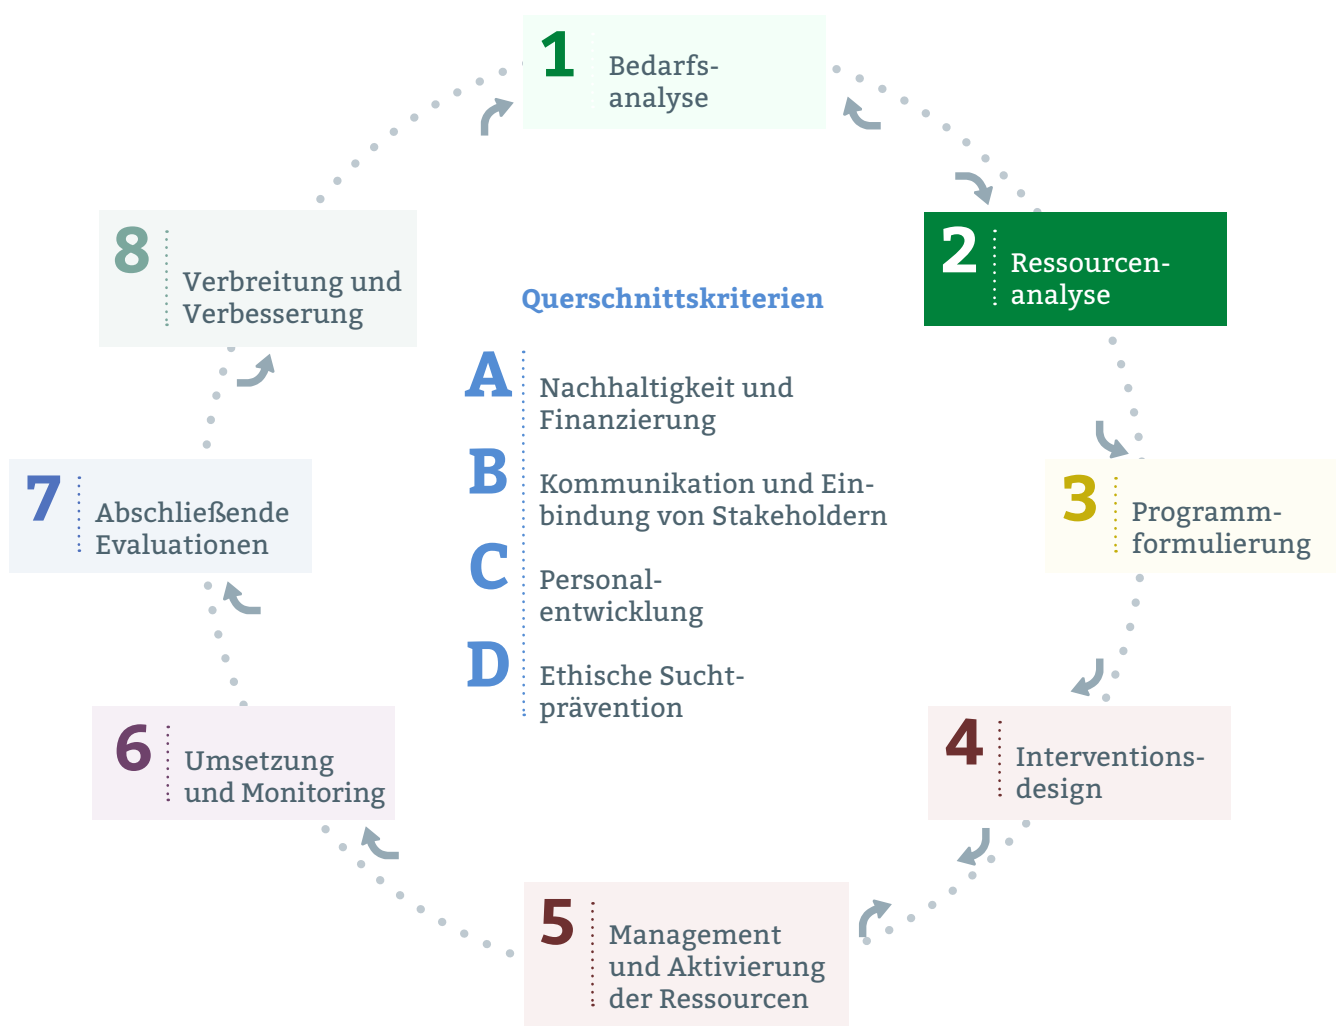 1
Bedarfs-
analyse
2
Ressourcen-
analyse
3
Programm-
formulierung
4
Interventions-
design
5
Management
und Aktivierung
der Ressourcen
6
Umsetzung
und Monitoring
7
Abschließende
Evaluationen
8
Verbreitung und
Verbesserung
Querschnittskriterien
A
Nachhaltigkeit und
Finanzierung
B
Kommunikation und Ein-
bindung von Stakeholdern
C
Personal-
entwicklung
D
Ethische Sucht-
prävention